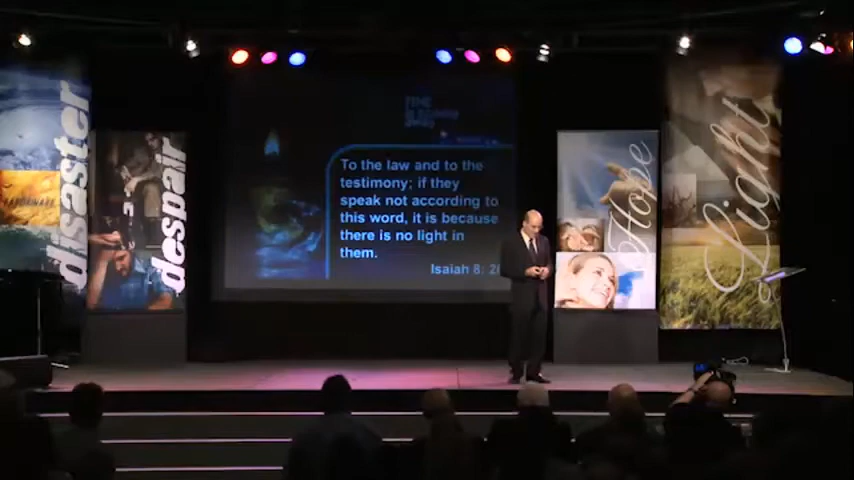 disaster
despair
To the law and to the
testimony; if they
speak not according to
this word, it is because
there is no light in
them.
Isaiah 8: 2
Hope
Light